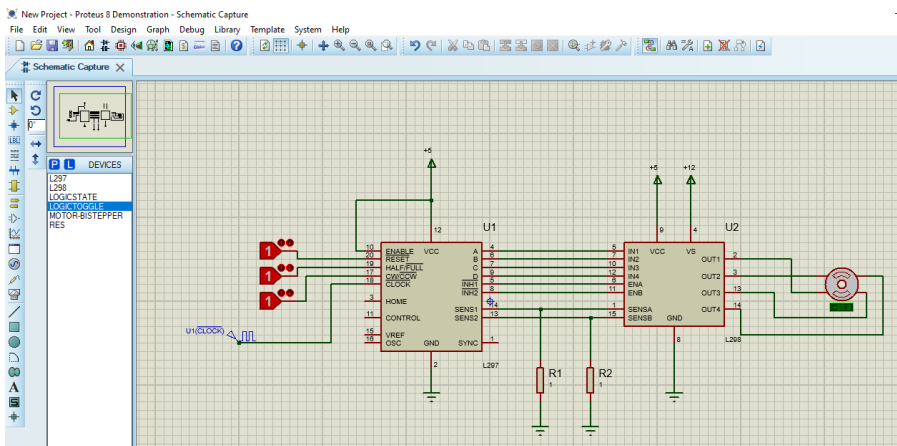 New Project - Proteus 8 Demonstration - Schematic Capture
File Edit View Tool Design Graph Debug Library Template System Help
Schematic Capture
0°
LBL
P L DEVICES
L297
L298
LOGICSTATE
LOGICTOGGLE
MOTOR-BISTEPPER
RES
A
S
+5
+5
+12
U1
U2
12
9
4
10 ENABLE VCC A 4
20 RESET B 6
19 HALF/FULL C 7
17 CW/CCW D 9
18 CLOCK INH1 5
INH2 8
3 HOME
SENS1 14
11 CONTROL SENS2 13
15 VREF
16 OSC GND SYNC 1
2
L297
1
1
1
U1(CLOCK)
5 IN1 VCC VS OUT1 2
7 IN2
10 IN3 OUT2 3
12 IN4
6 ENA OUT3 13
11 ENB
1 SENSA OUT4 14
15 SENSB GND
8
L298
R1
1
R2
1